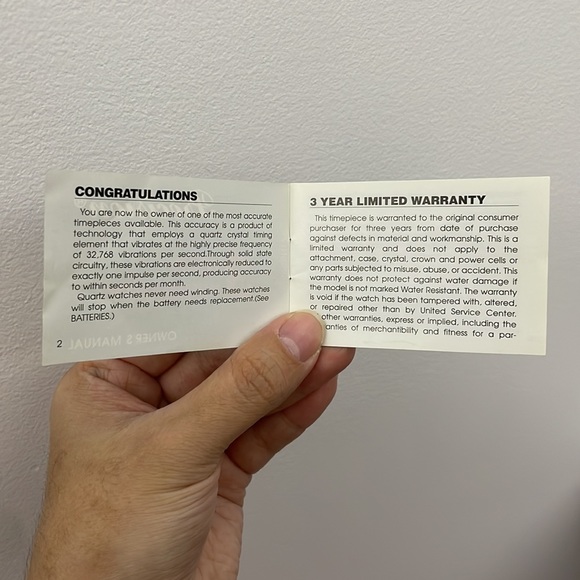 CONGRATULATIONS
You are now the owner of one of the most accurate
timepieces available. This accuracy is a product of
technology that employs a quartz crystal timing
element that vibrates at the highly precise frequency
of 32,768 vibrations per second.Through solid state
circuitry, these vibrations are electronically reduced to
exactly one impulse per second, producing accuracy
to within seconds per month.
Quartz watches never need winding. These watches
will stop when the battery needs replacement.(See
BATTERIES.)
2
OWNER'S MANUAL
3 YEAR LIMITED WARRANTY
This timepiece is warranted to the original consumer
purchaser for three years from date of purchase
against defects in material and workmanship. This is a
limited warranty and does not apply to the
attachment, case, crystal, crown and power cells or
any parts subjected to misuse, abuse, or accident. This
warranty does not protect against water damage if
the model is not marked Water Resistant. The warranty
is void if the watch has been tampered with, altered,
or repaired other than by United Service Center.
other warranties, express or implied, including the
anties of merchantibility and fitness for a par-